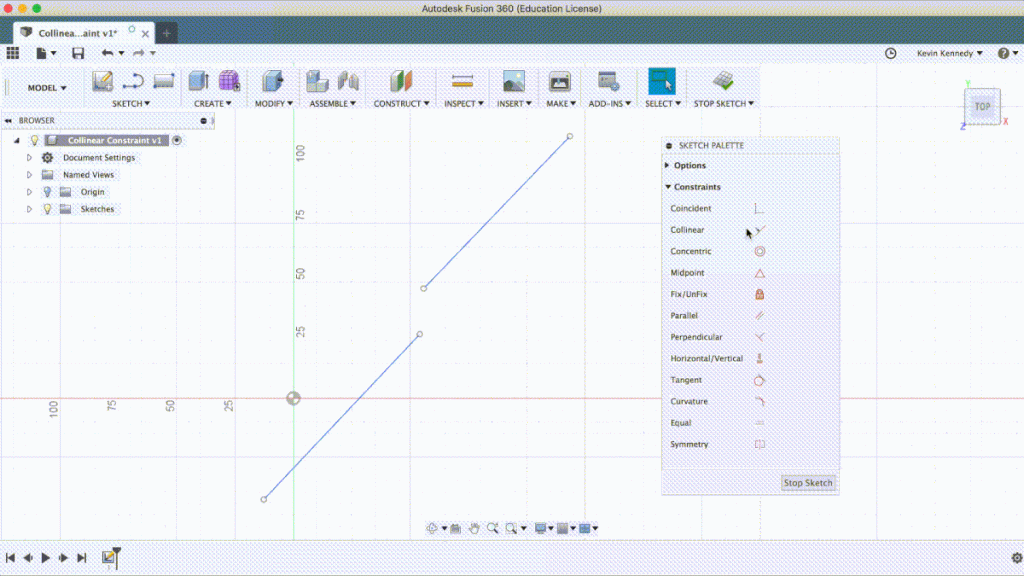 Autodesk Fusion 360 (Education License)
Collinea...aint v1*
Kevin Kennedy
MODEL
SKETCH
CREATE
MODIFY
ASSEMBLE
CONSTRUCT
INSPECT
INSERT
MAKE
ADD-INS
SELECT
STOP SKETCH
BROWSER
Collinear Constraint v1
Document Settings
Named Views
Origin
Sketches
TOP
Y
X
Z
100
75
50
25
100
75
50
25
SKETCH PALETTE
Options
Constraints
Coincident
Collinear
Concentric
Midpoint
Fix/UnFix
Parallel
Perpendicular
Horizontal/Vertical
Tangent
Curvature
Equal
Symmetry
Stop Sketch